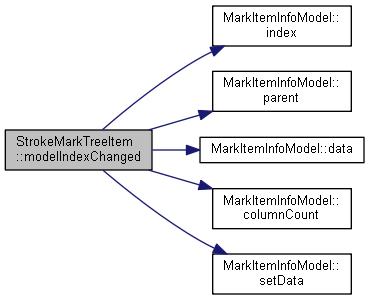 MarkItemInfoModel::
index
MarkItemInfoModel::
parent
StrokeMarkTreeItem
::modelIndexChanged
MarkItemInfoModel::data
MarkItemInfoModel::
columnCount
MarkItemInfoModel::
setData